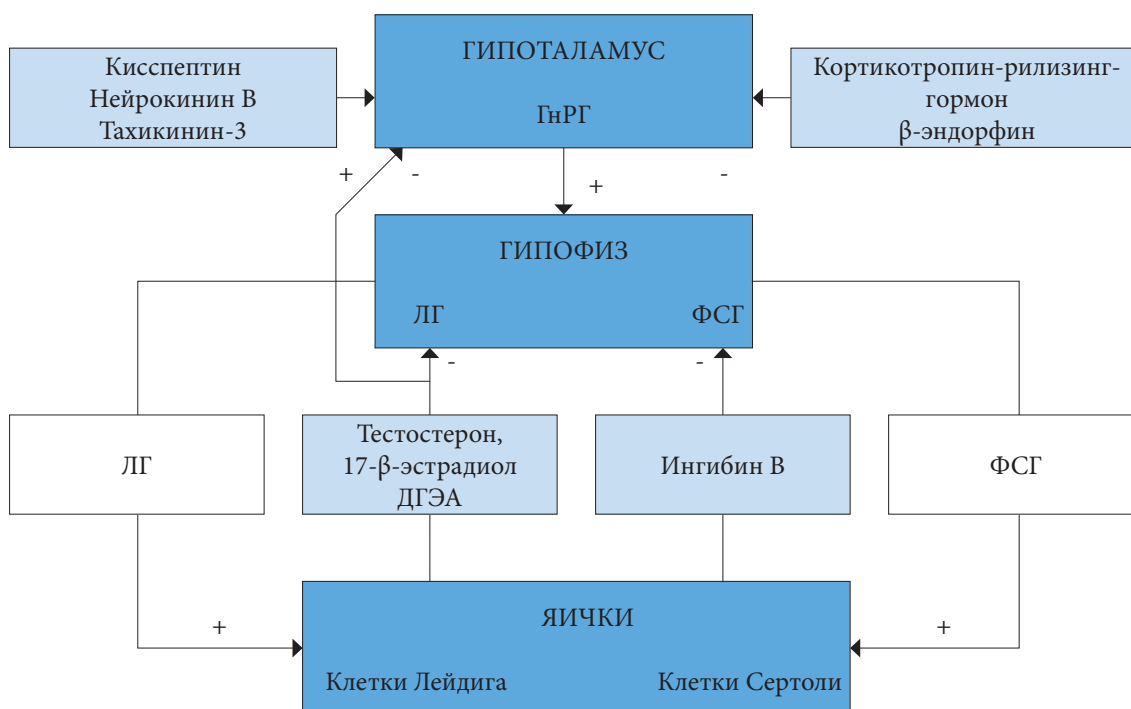 ГИПОТАЛАМУС
ГнРГ
Кисспептин
Нейрокинин В
Тахикинин-3
Кортикотропин-рилизинг-
гормон
β-эндорфин
+
-
+
-
ГИПОФИЗ
ЛГ
ФСГ
-
-
ЛГ
Тестостерон,
17-β-эстрадиол
ДГЭА
Ингибин В
ФСГ
+
+
ЯИЧКИ
Клетки Лейдига
Клетки Сертоли